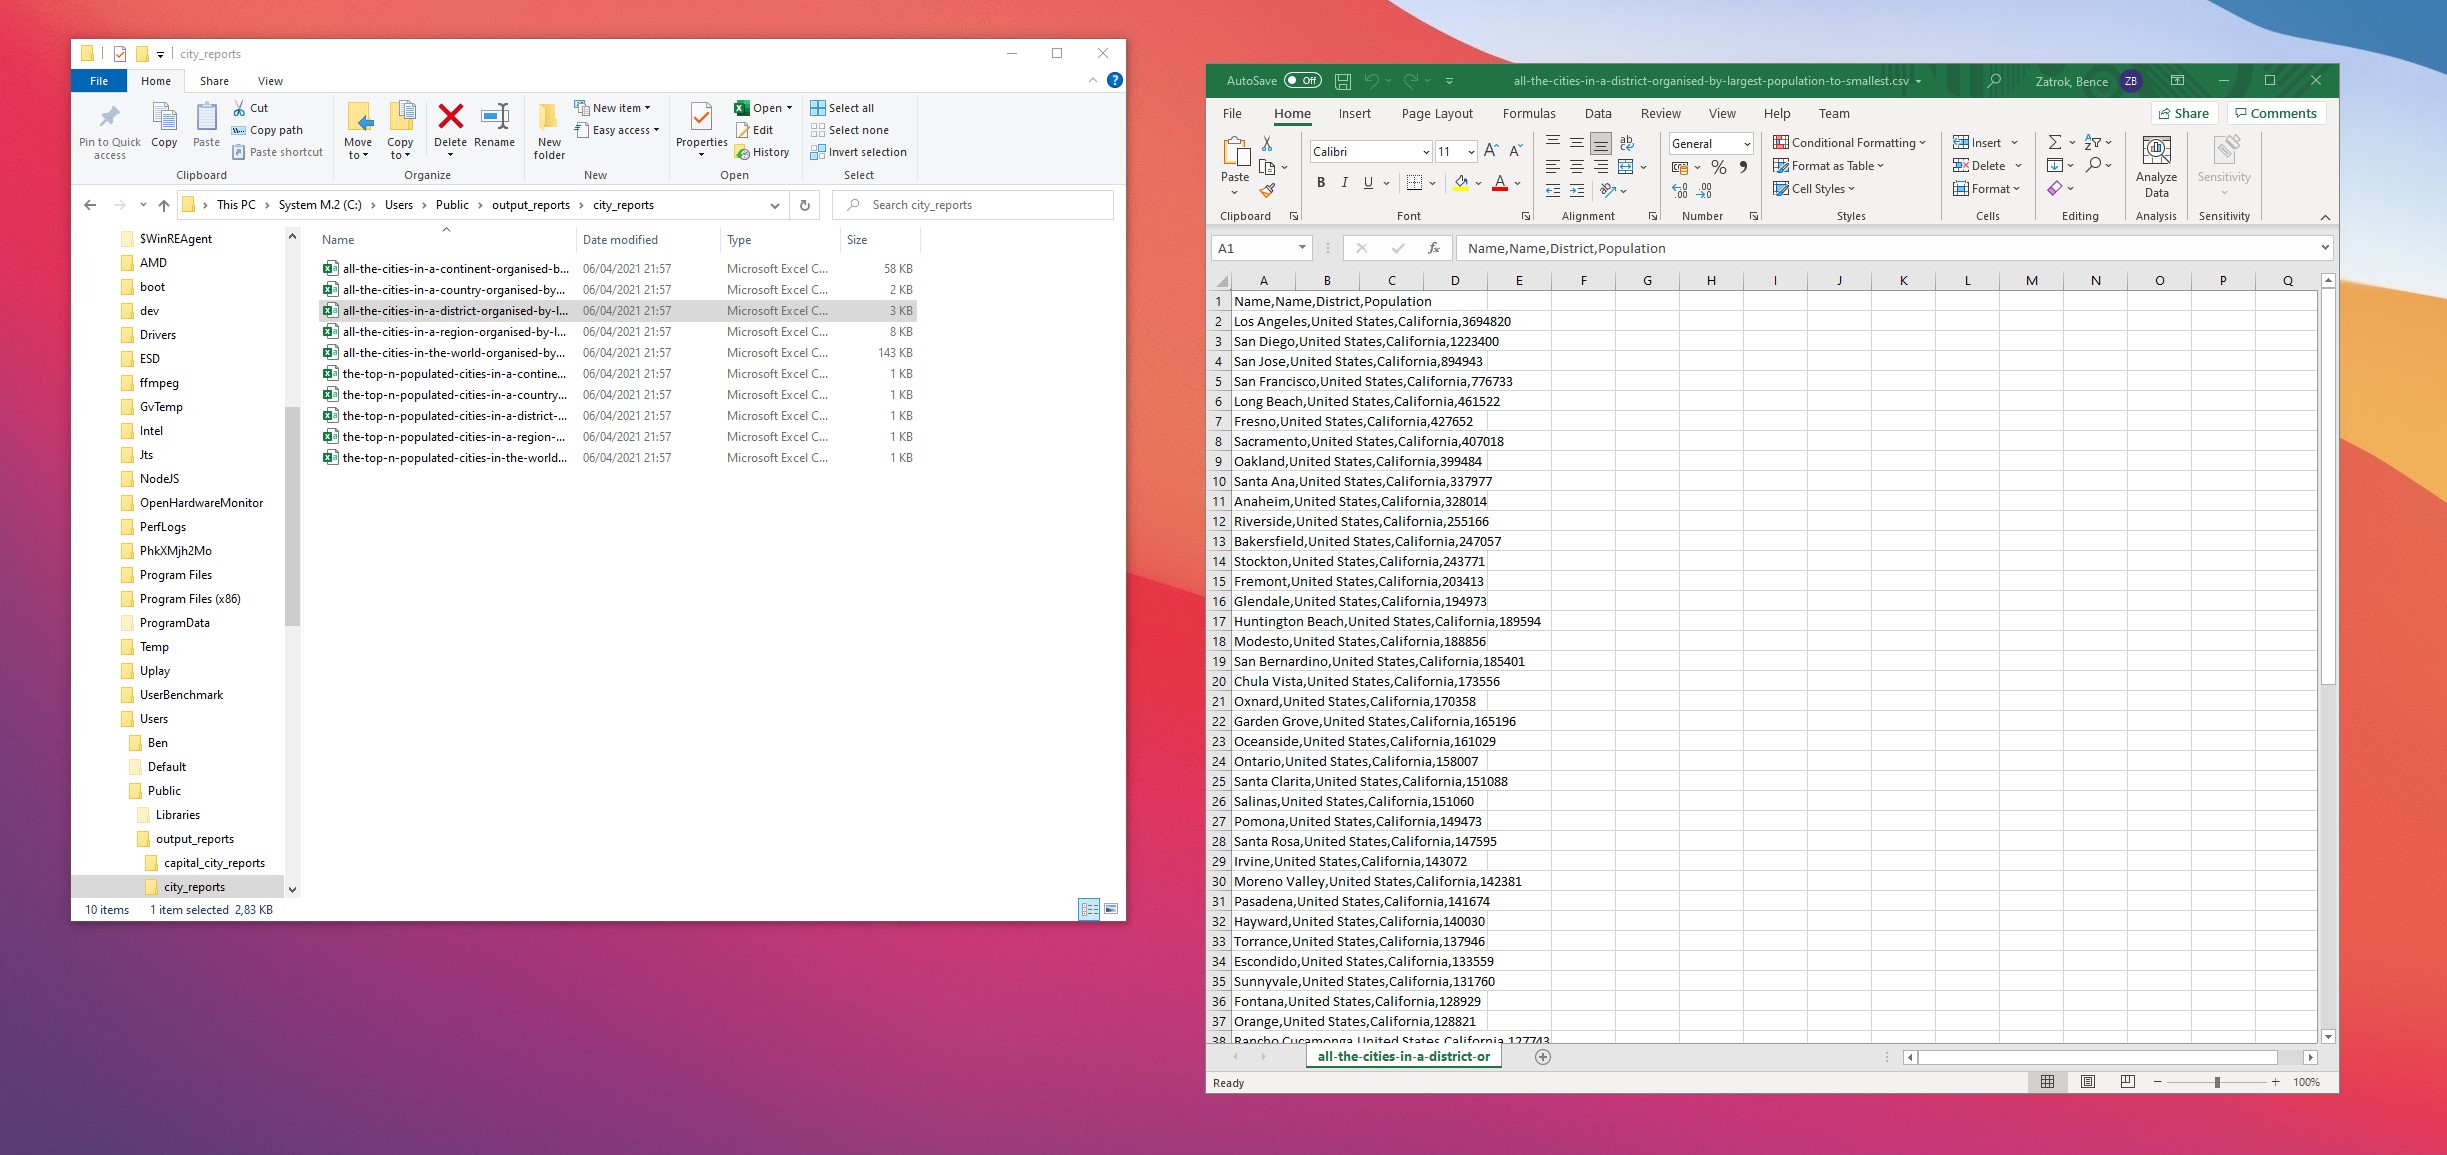 city_reports
File Home Share View
Pin to Quick access
Copy
Paste
Cut
Copy path
Paste shortcut
Clipboard
Move to
Copy to
Delete
Rename
Organize
New folder
New item
Easy access
New
Properties
Open
Edit
History
Open
Select all
Select none
Invert selection
Select
This PC > System M.2 (C:) > Users > Public > output_reports > city_reports
Search city_reports
$WinREAgent
AMD
boot
dev
Drivers
ESD
ffmpeg
GvTemp
Intel
Jts
NodeJS
OpenHardwareMonitor
PerfLogs
PhkXMjh2Mo
Program Files
Program Files (x86)
ProgramData
Temp
Uplay
UserBenchmark
Users
Ben
Default
Public
Libraries
output_reports
capital_city_reports
city_reports
Name Date modified Type Size
all-the-cities-in-a-continent-organised-b... 06/04/2021 21:57 Microsoft Excel C... 58 KB
all-the-cities-in-a-country-organised-by... 06/04/2021 21:57 Microsoft Excel C... 2 KB
all-the-cities-in-a-district-organised-by-l... 06/04/2021 21:57 Microsoft Excel C... 3 KB
all-the-cities-in-a-region-organised-by-l... 06/04/2021 21:57 Microsoft Excel C... 8 KB
all-the-cities-in-the-world-organised-by... 06/04/2021 21:57 Microsoft Excel C... 143 KB
the-top-n-populated-cities-in-a-contine... 06/04/2021 21:57 Microsoft Excel C... 1 KB
the-top-n-populated-cities-in-a-country... 06/04/2021 21:57 Microsoft Excel C... 1 KB
the-top-n-populated-cities-in-a-district-... 06/04/2021 21:57 Microsoft Excel C... 1 KB
the-top-n-populated-cities-in-a-region-... 06/04/2021 21:57 Microsoft Excel C... 1 KB
the-top-n-populated-cities-in-the-world... 06/04/2021 21:57 Microsoft Excel C... 1 KB
10 items 1 item selected 2,83 KB
AutoSave Off all-the-cities-in-a-district-organised-by-largest-population-to-smallest.csv Zatrok, Bence ZB
File Home Insert Page Layout Formulas Data Review View Help Team Share Comments
Paste
Clipboard
Calibri 11
B I U
Font
Alignment
General
Number
Conditional Formatting
Format as Table
Cell Styles
Styles
Insert
Delete
Format
Cells
Editing
Analyze Data
Analysis
Sensitivity
Sensitivity
A1 fx Name,Name,District,Population
A B C D E F G H I J K L M N O P Q
1 Name,Name,District,Population
2 Los Angeles,United States,California,3694820
3 San Diego,United States,California,1223400
4 San Jose,United States,California,894943
5 San Francisco,United States,California,776733
6 Long Beach,United States,California,461522
7 Fresno,United States,California,427652
8 Sacramento,United States,California,407018
9 Oakland,United States,California,399484
10 Santa Ana,United States,California,337977
11 Anaheim,United States,California,328014
12 Riverside,United States,California,255166
13 Bakersfield,United States,California,247057
14 Stockton,United States,California,243771
15 Fremont,United States,California,203413
16 Glendale,United States,California,194973
17 Huntington Beach,United States,California,189594
18 Modesto,United States,California,188856
19 San Bernardino,United States,California,185401
20 Chula Vista,United States,California,173556
21 Oxnard,United States,California,170358
22 Garden Grove,United States,California,165196
23 Oceanside,United States,California,161029
24 Ontario,United States,California,158007
25 Santa Clarita,United States,California,151088
26 Salinas,United States,California,151060
27 Pomona,United States,California,149473
28 Santa Rosa,United States,California,147595
29 Irvine,United States,California,143072
30 Moreno Valley,United States,California,142381
31 Pasadena,United States,California,141674
32 Hayward,United States,California,140030
33 Torrance,United States,California,137946
34 Escondido,United States,California,133559
35 Sunnyvale,United States,California,131760
36 Fontana,United States,California,128929
37 Orange,United States,California,128821
38 Rancho Cucamonga,United States,California,127743
all-the-cities-in-a-district-or
Ready 100%